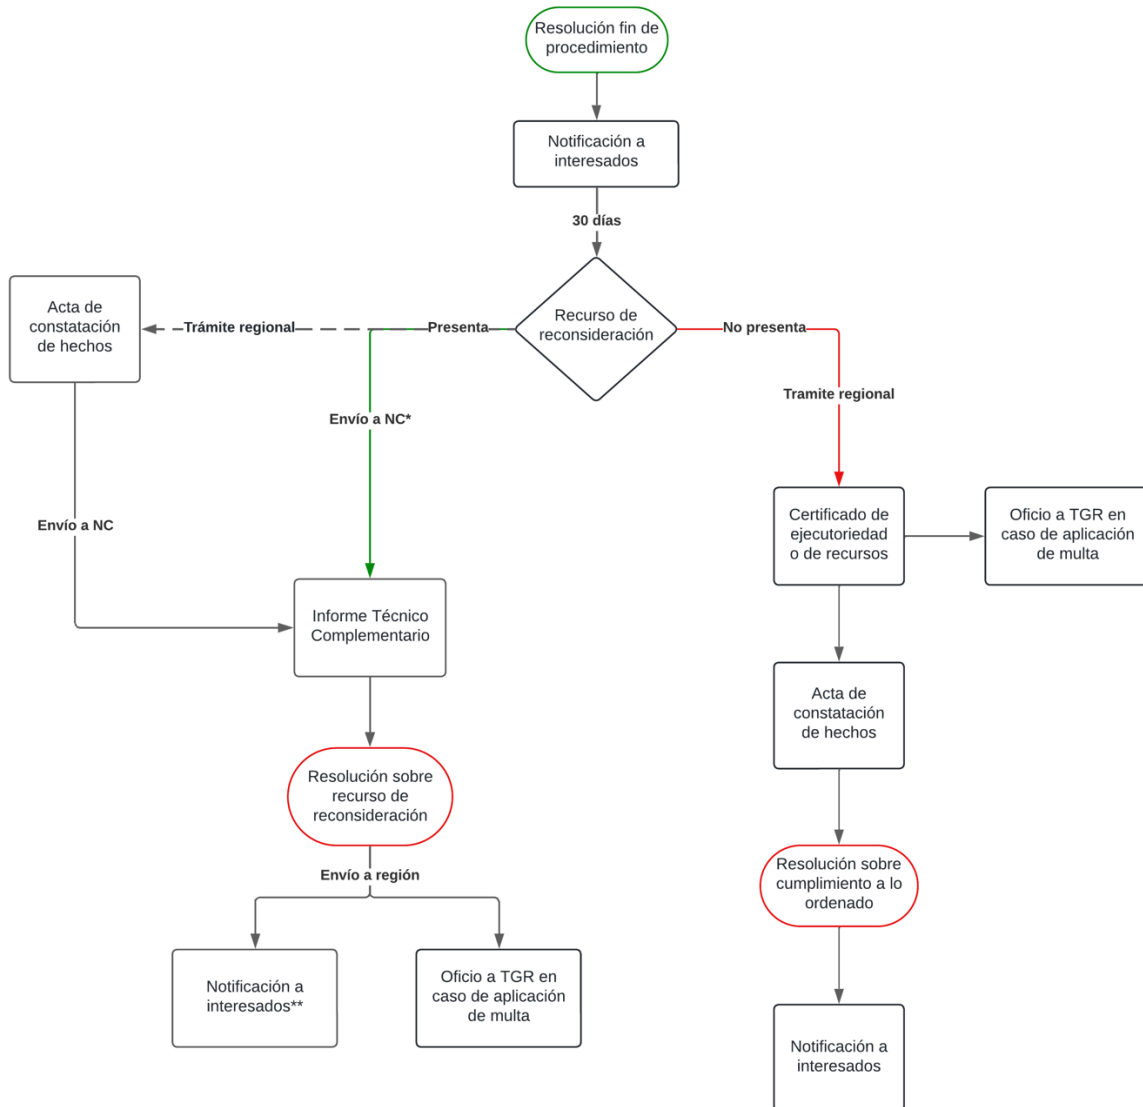 Resolución fin de
procedimiento
Notificación a
interesados
30 días
Recurso de
reconsideración
Presenta
Trámite regional
No presenta
Acta de
constatación
de hechos
Envío a NC*
Tramite regional
Envío a NC
Certificado de
ejecutoriedad
o de recursos
Oficio a TGR en
caso de aplicación
de multa
Informe Técnico
Complementario
Acta de
constatación
de hechos
Resolución sobre
recurso de
reconsideración
Resolución sobre
cumplimiento a lo
ordenado
Envío a región
Notificación a
interesados**
Oficio a TGR en
caso de aplicación
de multa
Notificación a
interesados